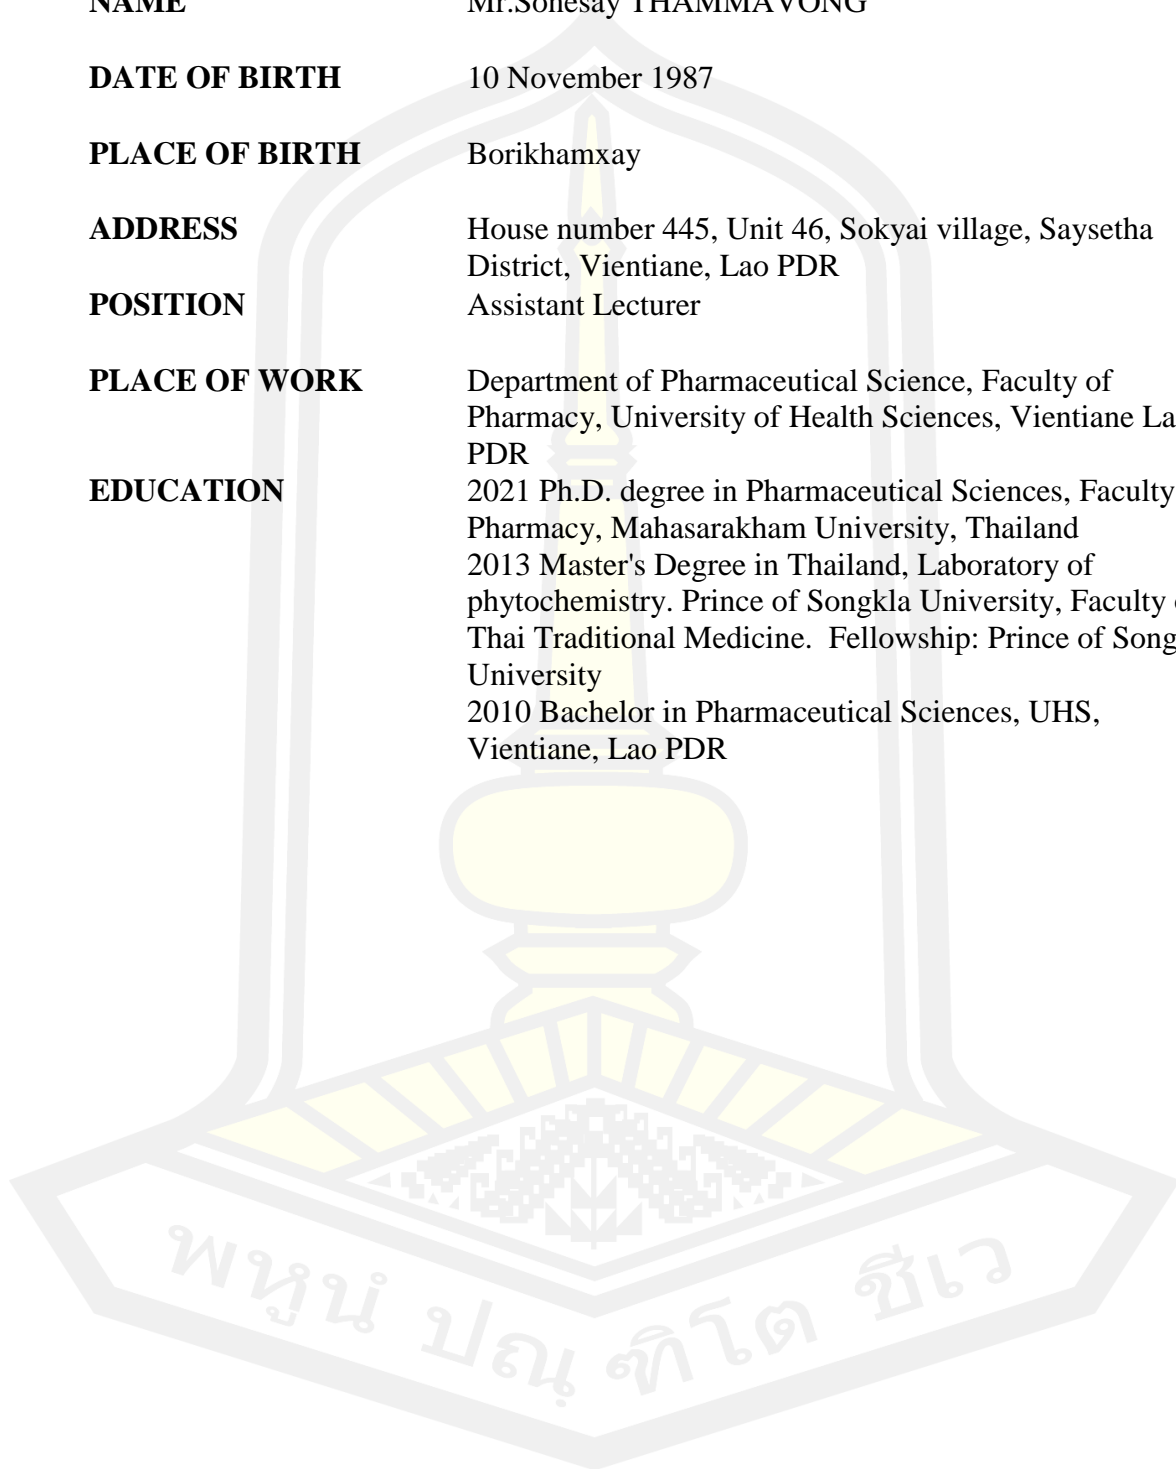 NAME Mr.Sonesay THAMMAVONG
DATE OF BIRTH 10 November 1987
PLACE OF BIRTH Borikhamxay
ADDRESS House number 445, Unit 46, Sokyai village, Saysetha
District, Vientiane, Lao PDR
POSITION Assistant Lecturer
PLACE OF WORK Department of Pharmaceutical Science, Faculty of
Pharmacy, University of Health Sciences, Vientiane La
PDR
EDUCATION 2021 Ph.D. degree in Pharmaceutical Sciences, Faculty
Pharmacy, Mahasarakham University, Thailand
2013 Master's Degree in Thailand, Laboratory of
phytochemistry. Prince of Songkla University, Faculty
Thai Traditional Medicine. Fellowship: Prince of Song
University
2010 Bachelor in Pharmaceutical Sciences, UHS,
Vientiane, Lao PDR
พหูนํ ปณฺ ฑิโต ชีเว